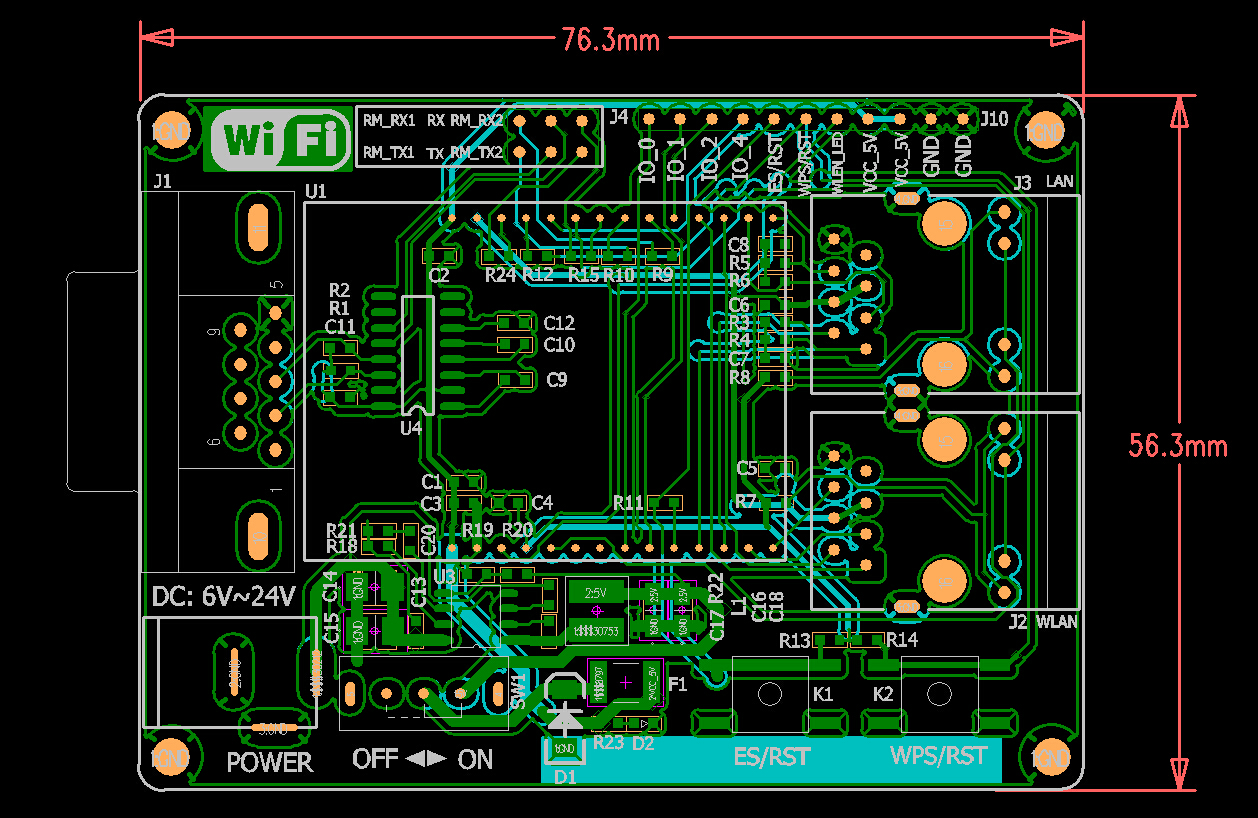 76.3mm
WiFi
RM_RX1 RX RM_RX2
RM_TX1 TX RM_TX2
J4
J10
IO_0
IO_1
IO_2
IO_4
ES/RST
WPS/RST
WLEN_LED
VCC_5V
VCC_5V
GND
GND
J1
U1
J3 LAN
C2
R24
R12
R15
R10
R9
C8
R5
R6
C6
R3
R4
C7
R8
5
9
6
1
R2
R1
C11
C12
C10
C9
U4
56.3mm
C1
C3
C4
C5
R7
R11
R19
R20
R21
R18
C20
U3
C14
C13
C15
DC: 6V~24V
2:5V
2:5V
2:5V
R22
L1
C16
C18
C17
J2 WLAN
R13
R14
SW1
F1
K1
K2
R23
D2
D1
POWER
OFF
ON
ES/RST
WPS/RST